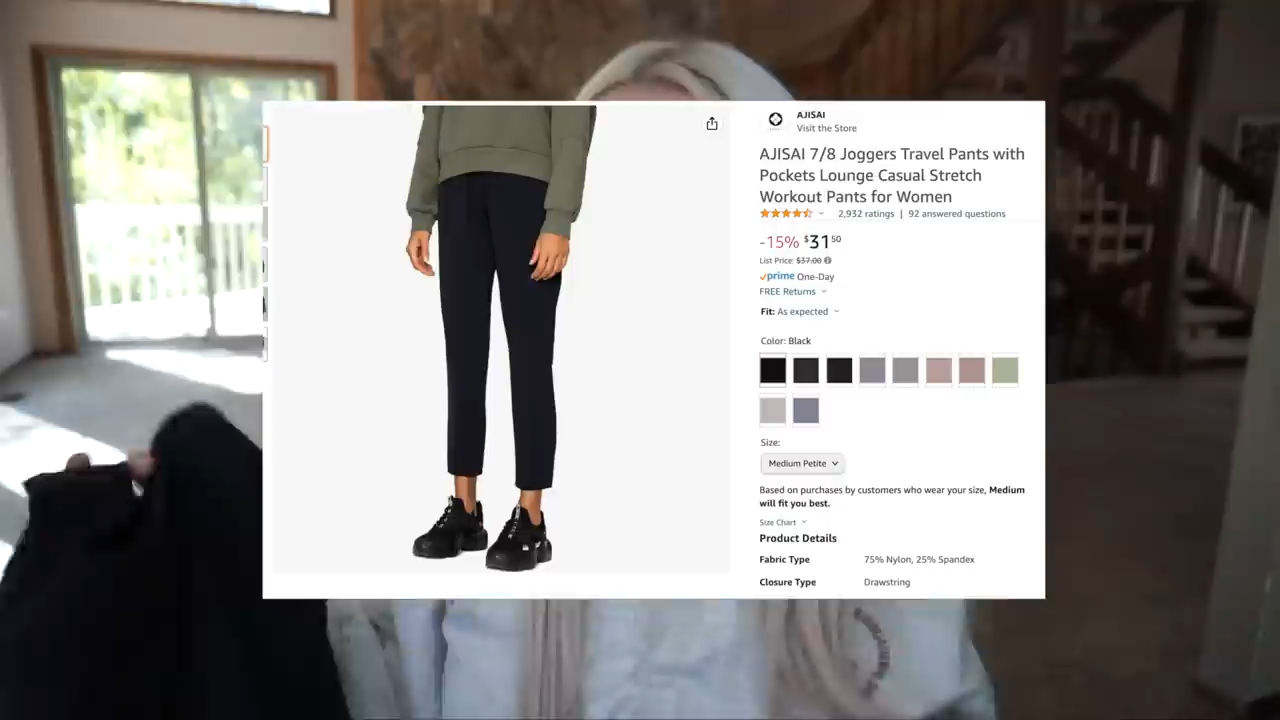 AJISAI
Visit the Store
AJISAI 7/8 Joggers Travel Pants with
Pockets Lounge Casual Stretch
Workout Pants for Women
2,932 ratings | 92 answered questions
-15% $31 50
List Price: $37.00
prime One-Day
FREE Returns
Fit: As expected
Color: Black
Size:
Medium Petite
Based on purchases by customers who wear your size, Medium
will fit you best.
Size Chart
Product Details
Fabric Type 75% Nylon, 25% Spandex
Closure Type Drawstring